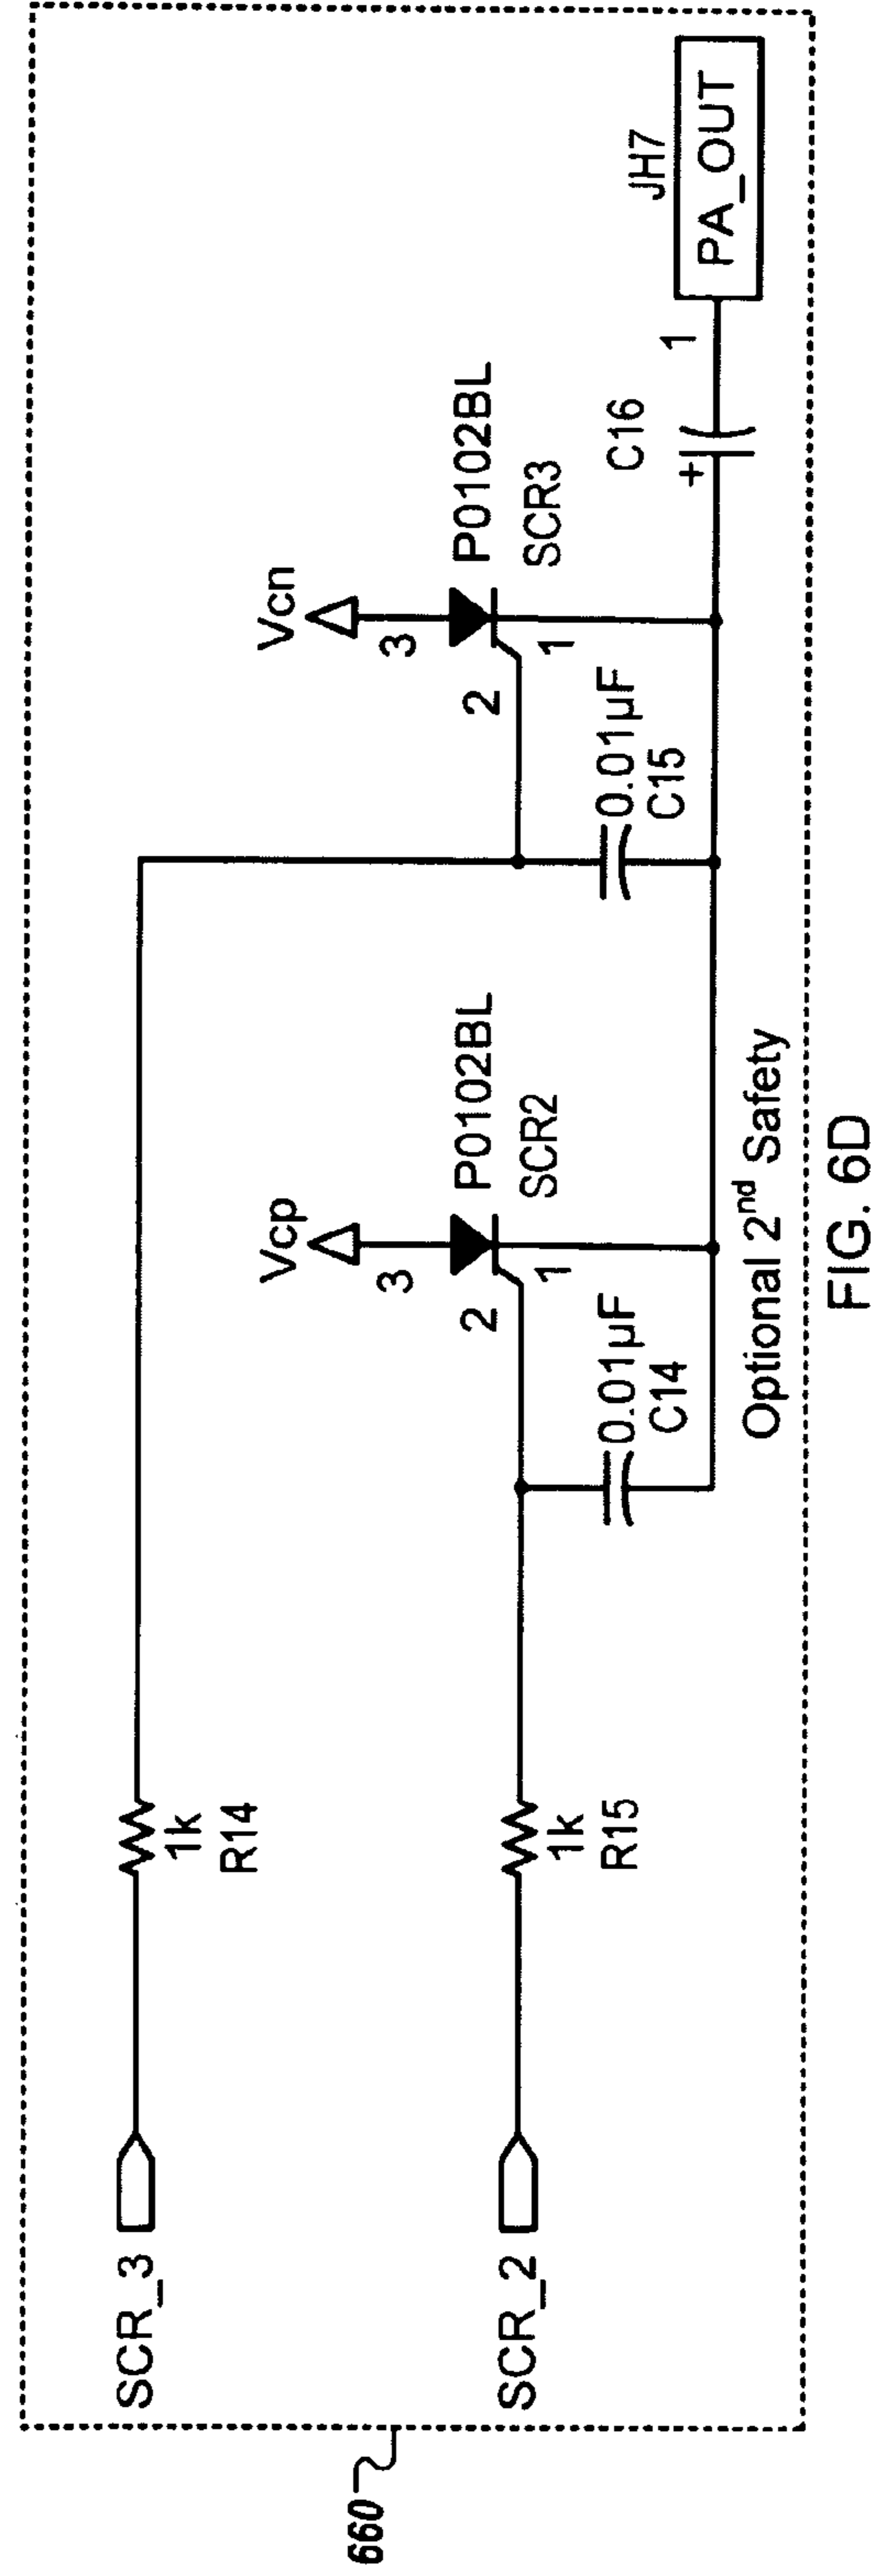 660
SCR_3
1k
R14
SCR_2
1k
R15
Vcp
3
2
1
P0102BL
SCR2
0.01µF
C14
Vcn
3
2
1
P0102BL
SCR3
0.01µF
C15
+
C16
1
JH7
PA_OUT
Optional 2nd Safety
FIG. 6D